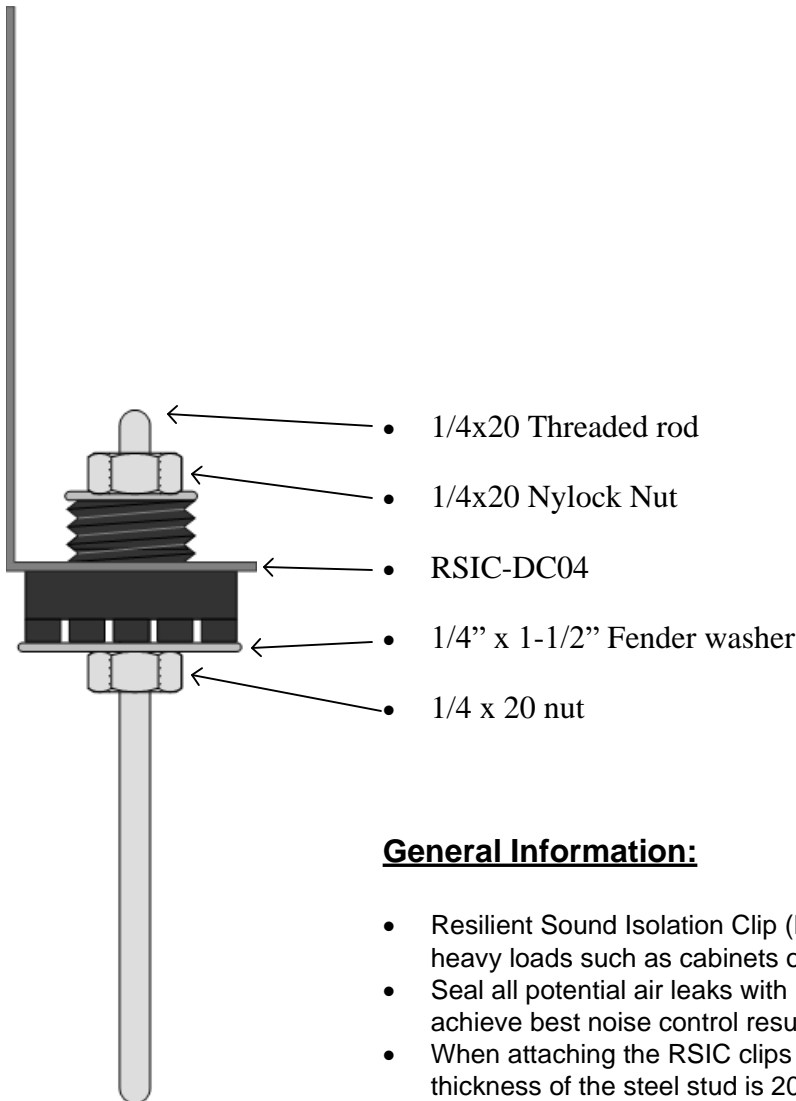 • 1/4x20 Threaded rod
• 1/4x20 Nylock Nut
• RSIC-DC04
• 1/4” x 1-1/2” Fender washer
• 1/4 x 20 nut
General Information:
• Resilient Sound Isolation Clip (
heavy loads such as cabinets
• Seal all potential air leaks with
achieve best noise control
• When attaching the RSIC clips
thickness of the steel stud is